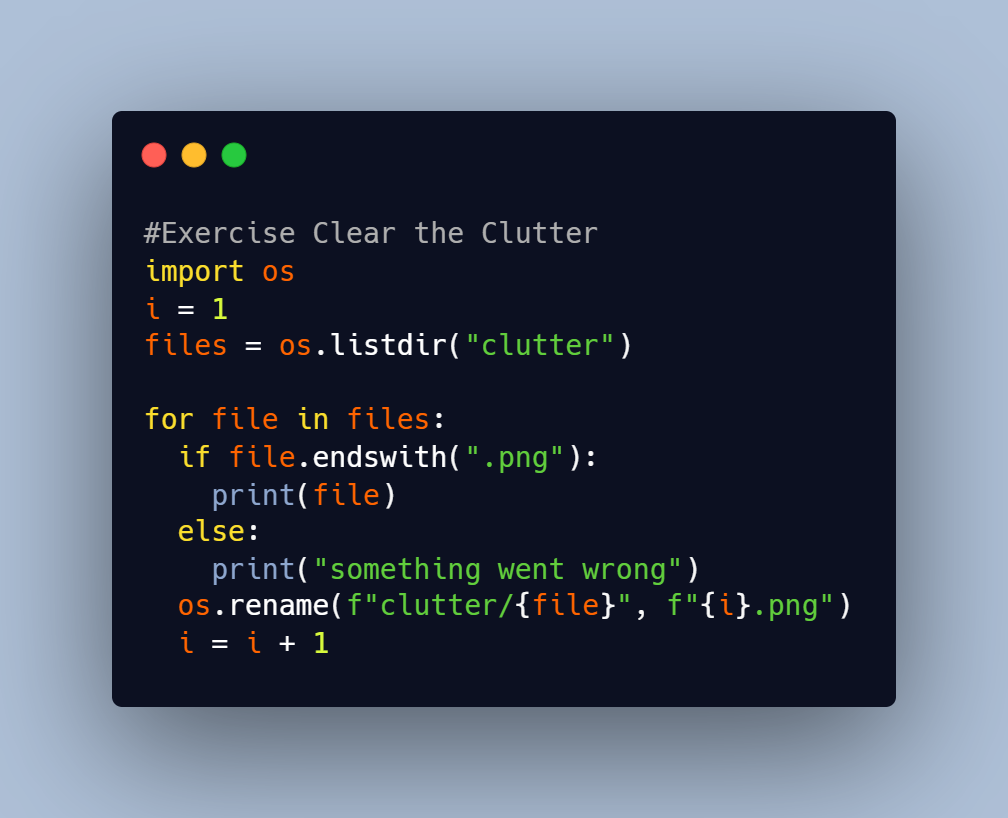 #Exercise Clear the Clutter
import os
i = 1
files = os.listdir("clutter")

for file in files:
  if file.endswith(".png"):
    print(file)
  else:
    print("something went wrong")
  os.rename(f"clutter/{file}", f"{i}.png")
  i = i + 1